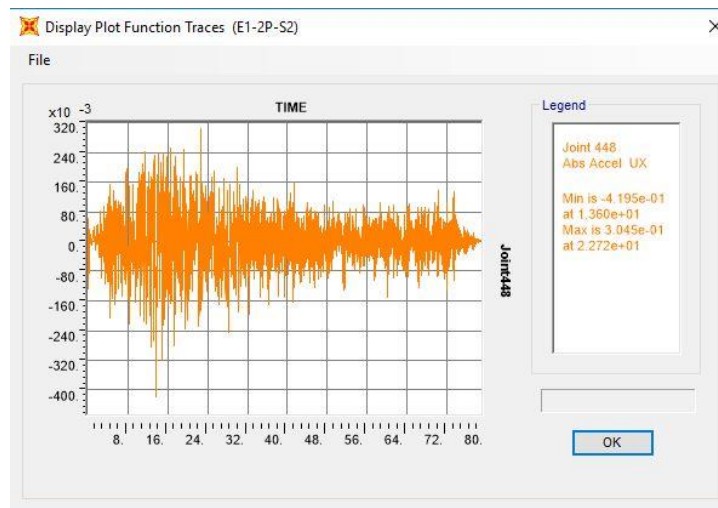 Display Plot Function Traces (E1-2P-S2)
File
x10 -3
TIME
320.
240.
160.
80.
0.
-80.
-160.
-240.
-320.
-400.
8. 16. 24. 32. 40. 48. 56. 64. 72. 80.
Joint448
Legend
Joint 448
Abs Accel UX
Min is -4.195e-01
at 1.360e+01
Max is 3.045e-01
at 2.272e+01
OK